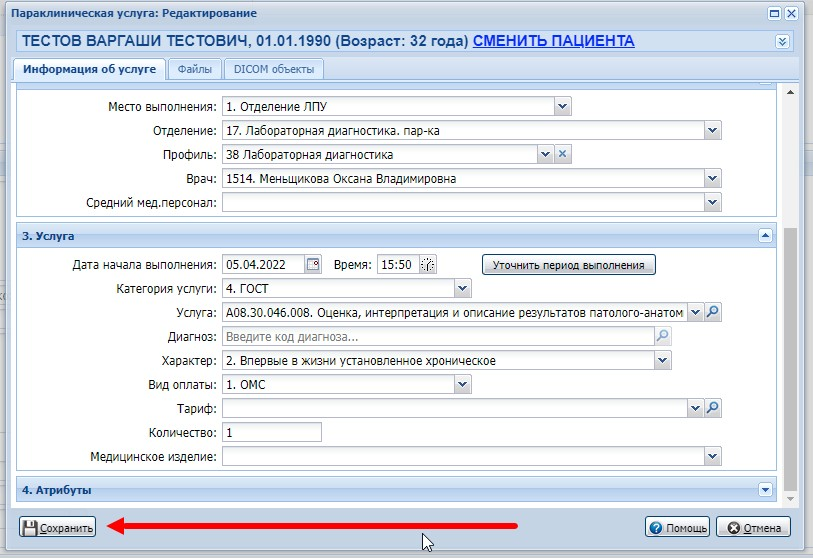 Параклиническая услуга: Редактирование
ТЕСТОВ ВАРГАШИ ТЕСТОВИЧ, 01.01.1990 (Возраст: 32 года) СМЕНИТЬ ПАЦИЕНТА
Информация об услуге Файлы DICOM объекты
Место выполнения: 1. Отделение ЛПУ
Отделение: 17. Лабораторная диагностика. пар-ка
Профиль: 38 Лабораторная диагностика
Врач: 1514. Меньщикова Оксана Владимировна
Средний мед.персонал:
3. Услуга
Дата начала выполнения: 05.04.2022 Время: 15:50 Уточнить период выполнения
Категория услуги: 4. ГОСТ
Услуга: A08.30.046.008. Оценка, интерпретация и описание результатов патолого-анатом
Диагноз: Введите код диагноза...
Характер: 2. Впервые в жизни установленное хроническое
Вид оплаты: 1. ОМС
Тариф:
Количество: 1
Медицинское изделие:
4. Атрибуты
Сохранить Помощь Отмена